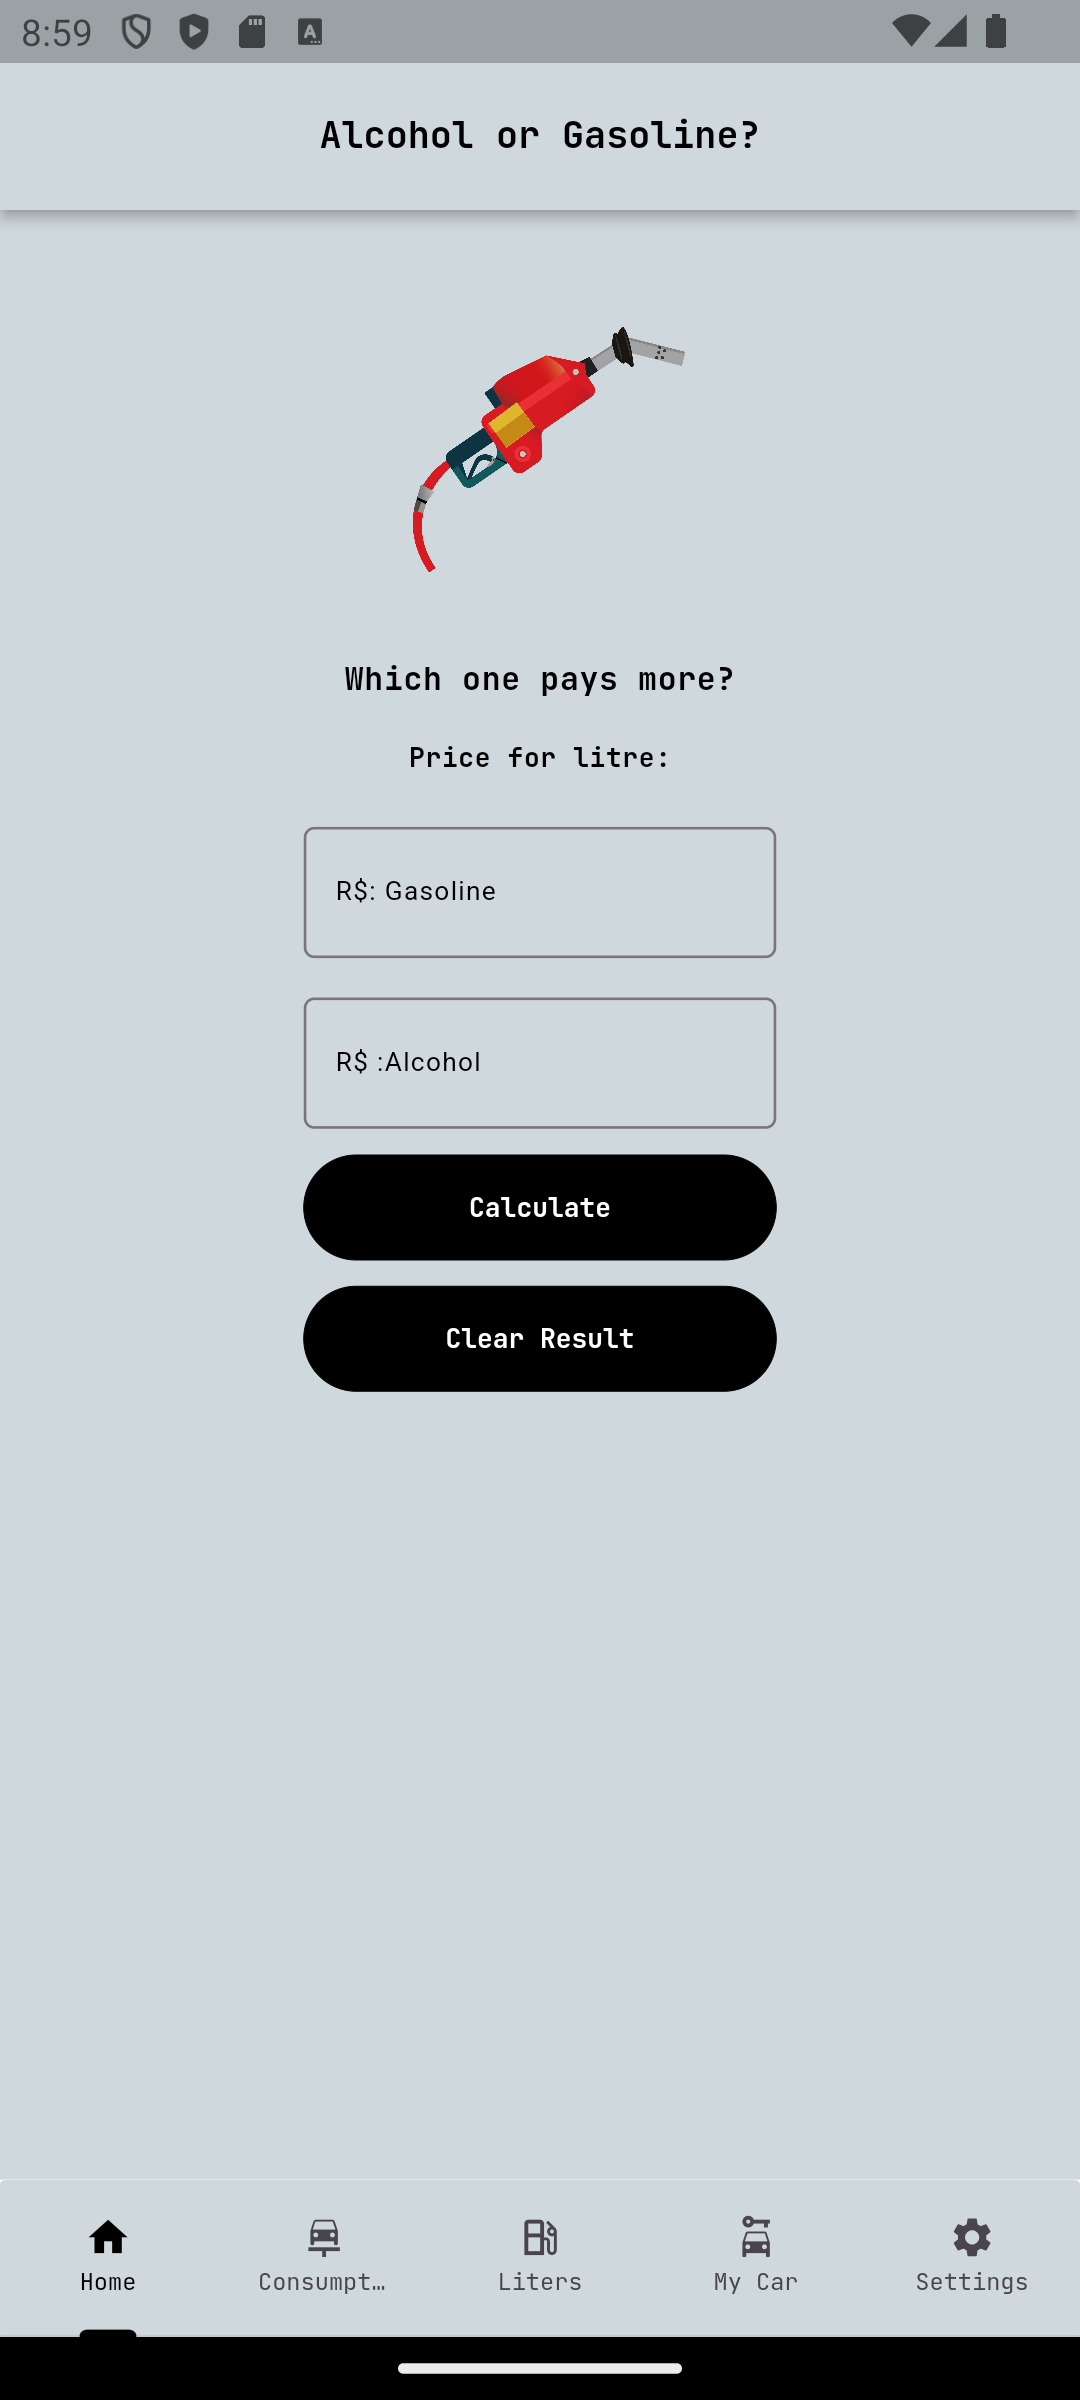 8:59
Alcohol or Gasoline?
Which one pays more?
Price for litre:
R$: Gasoline
R$ :Alcohol
Calculate
Clear Result
Home
Consumpt…
Liters
My Car
Settings